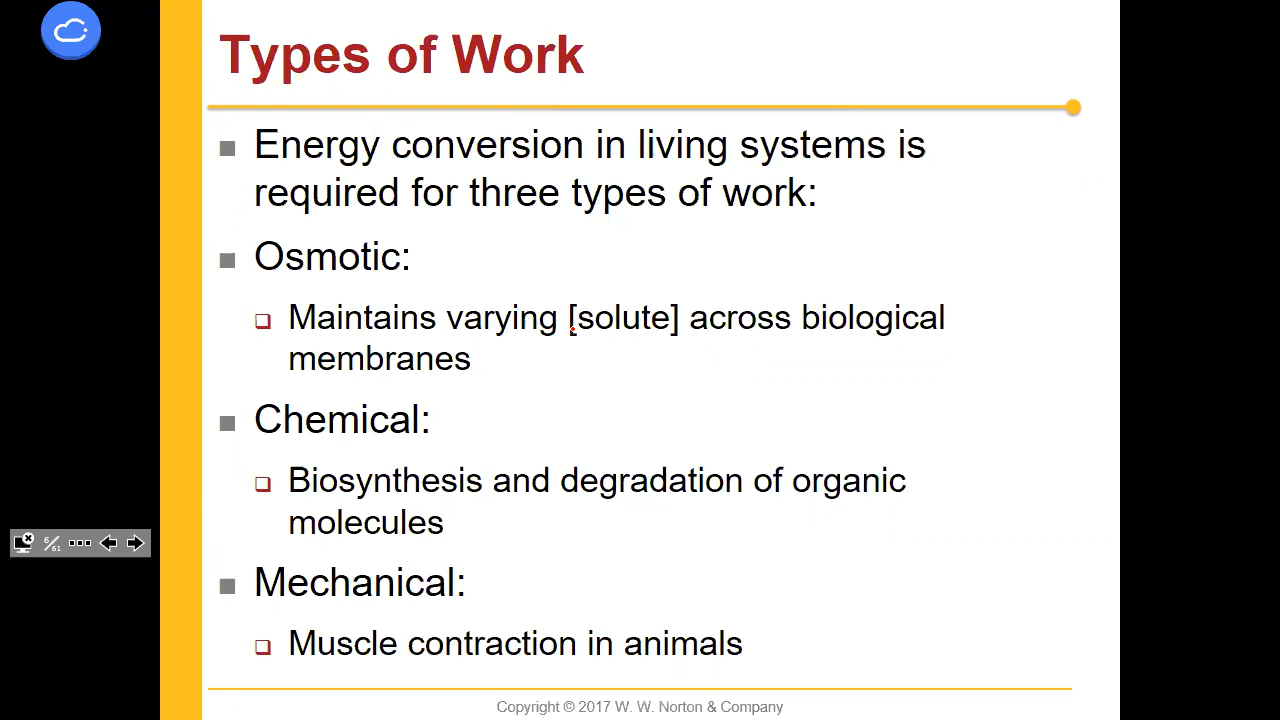 Types of Work
Energy conversion in living systems is
required for three types of work:
Osmotic:
Maintains varying [solute] across biological
membranes
Chemical:
Biosynthesis and degradation of organic
molecules
Mechanical:
Muscle contraction in animals
6/61
Copyright © 2017 W. W. Norton & Company